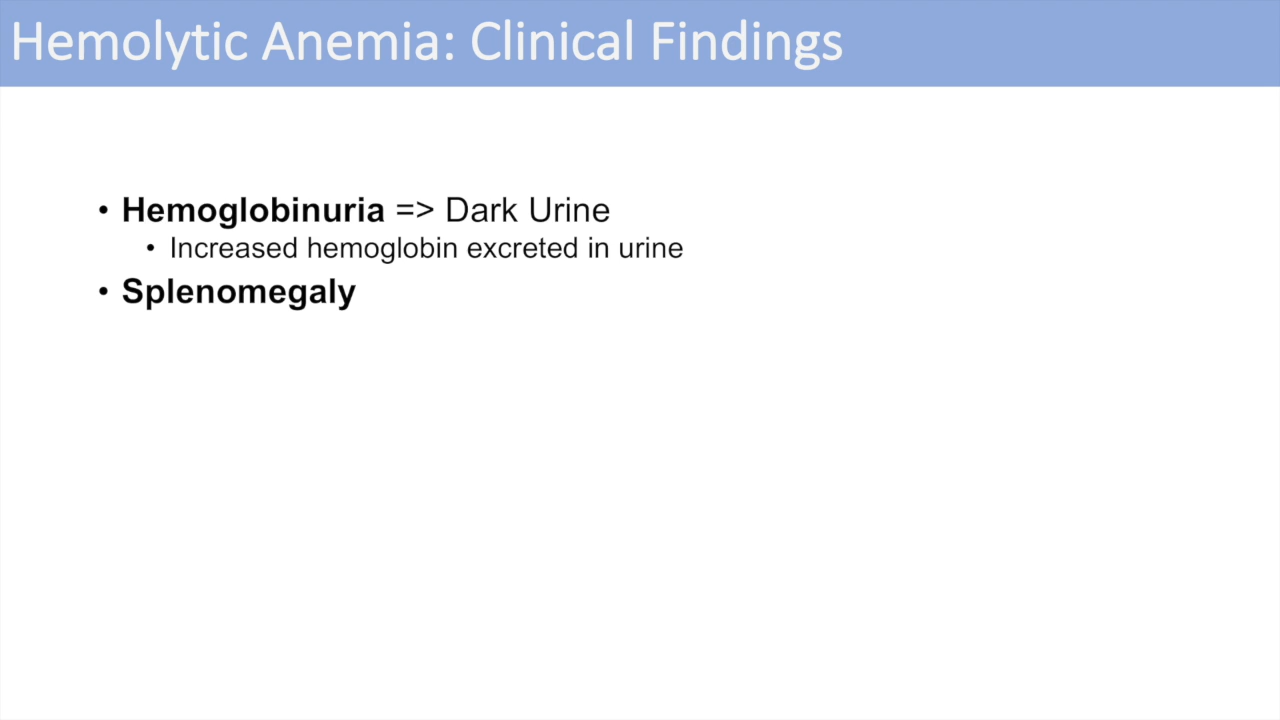 Hemolytic Anemia: Clinical Findings
• Hemoglobinuria => Dark Urine
• Increased hemoglobin excreted in urine
• Splenomegaly